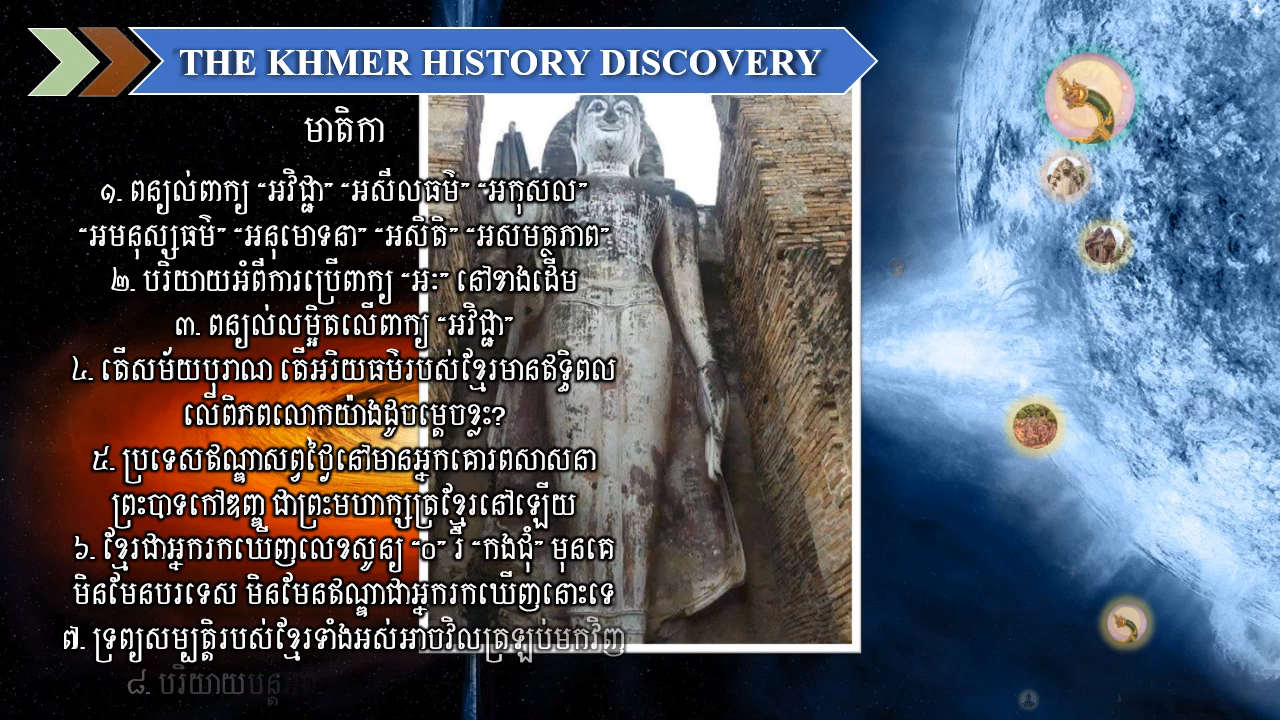 THE KHMER HISTORY DISCOVERY
មាតិកា
១. ពន្យល់ពាក្យ “អវិជ្ជា” “អសីលធម៌” “អកុសល”
“អមនុស្សធម៌” “អនុមោទនា” “អសិតិ” “អសមត្ថភាព”
២. បរិយាយអំពីការប្រើពាក្យ “អៈ” នៅខាងដើម
៣. ពន្យល់លម្អិតលើពាក្យ “អវិជ្ជា”
៤. តើសម័យបុរាណ តើអរិយធម៌របស់ខ្មែរមានឥទ្ធិពល
លើពិភពលោកយ៉ាងដូចម្ដេចខ្លះ?
៥. ប្រទេសឥណ្ឌាសព្វថ្ងៃនៅមានអ្នកគោរពសាសនា
ព្រះបាទកៅឌញ្ញ ជាព្រះមហាក្សត្រខ្មែរនៅឡើយ
៦. ខ្មែរជាអ្នករកឃើញលេខសូន្យ “០” រឺ “កងជុំ” មុនគេ
មិនមែនបរទេស មិនមែនឥណ្ឌាជាអ្នករកឃើញនោះទេ
៧. ទ្រព្យសម្បត្តិរបស់ខ្មែរទាំងអស់អាចវិលត្រឡប់មកវិញ
៨. បរិយាយបន្ត